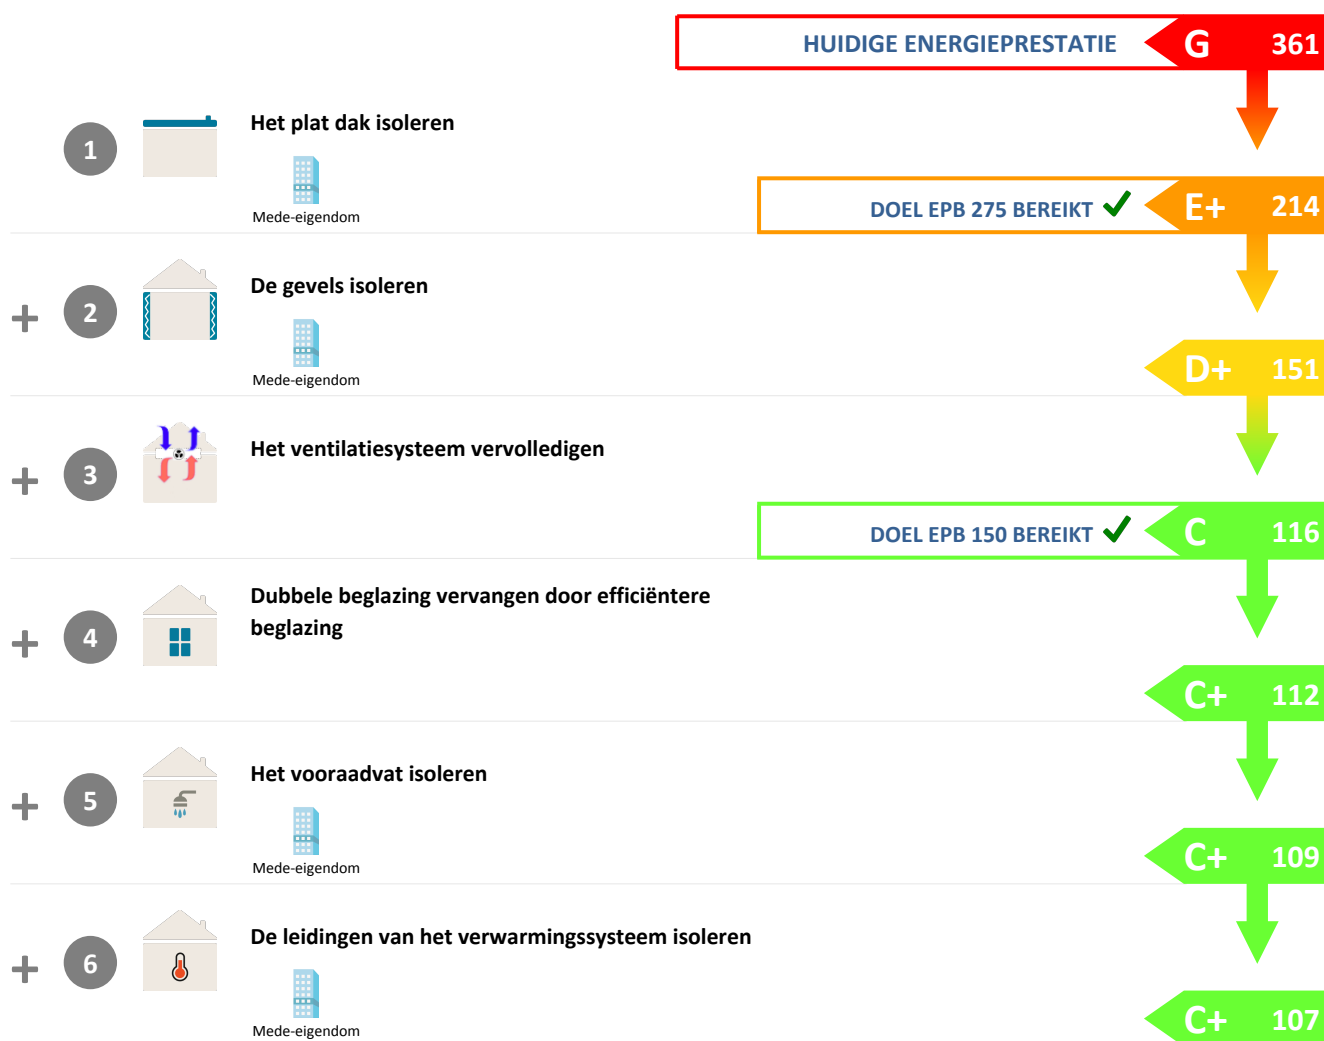 HUIDIGE ENERGIEPRESTATIE G 361
1 Het plat dak isoleren
Mede-eigendom
DOEL EPB 275 BEREIKT E+ 214
+ 2 De gevels isoleren
Mede-eigendom
D+ 151
+ 3 Het ventilatiesysteem vervolledigen
DOEL EPB 150 BEREIKT C 116
+ 4 Dubbele beglazing vervangen door efficiëntere
beglazing
C+ 112
+ 5 Het vooraadvat isoleren
Mede-eigendom
C+ 109
+ 6 De leidingen van het verwarmingssysteem isoleren
Mede-eigendom
C+ 107